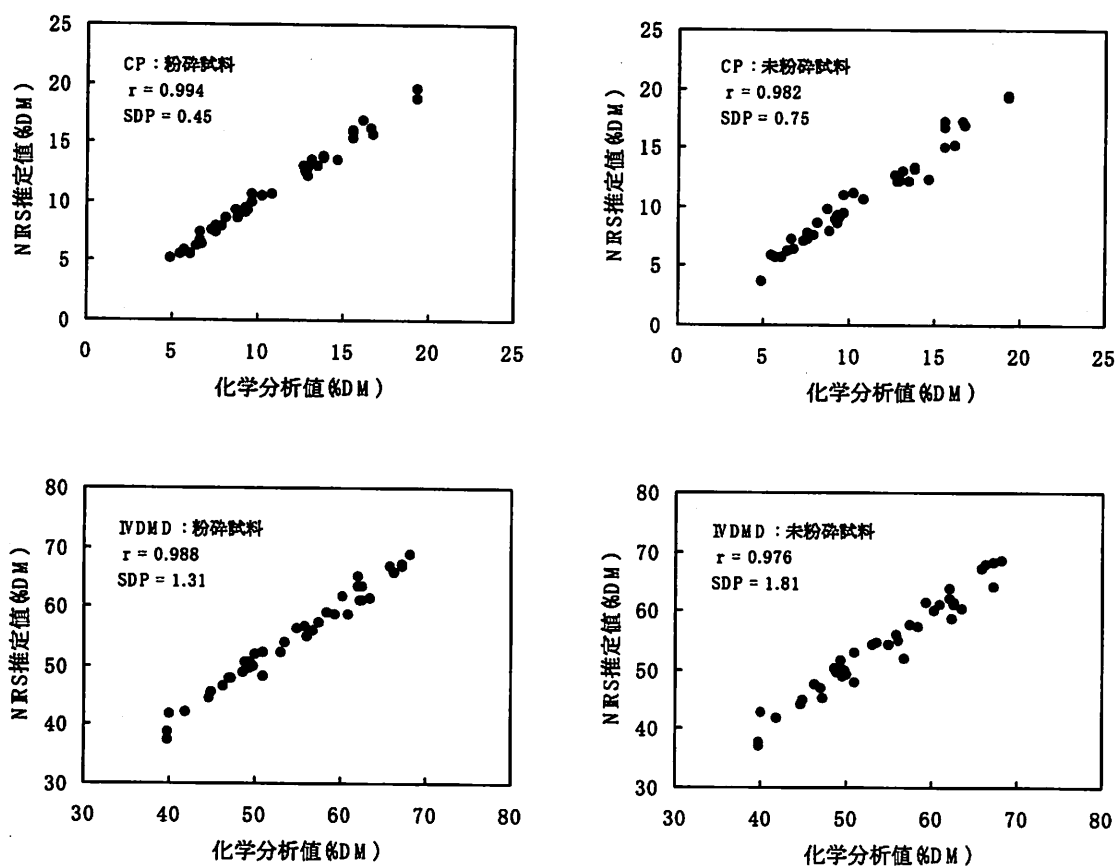 25
20
15
10
5
0
NIRS推定値(%DM)
CP：粉砕試料
r = 0.994
SDP = 0.45
0 5 10 15 20 25
化学分析値(%DM)
25
20
15
10
5
0
NIRS推定値(%DM)
CP：未粉砕試料
r = 0.982
SDP = 0.75
0 5 10 15 20 25
化学分析値(%DM)
80
70
60
50
40
30
NIRS推定値(%DM)
IVDMD：粉砕試料
r = 0.988
SDP = 1.31
30 40 50 60 70 80
化学分析値(%DM)
80
70
60
50
40
30
NIRS推定値(%DM)
IVDMD：未粉砕試料
r = 0.976
SDP = 1.81
30 40 50 60 70 80
化学分析値(%DM)